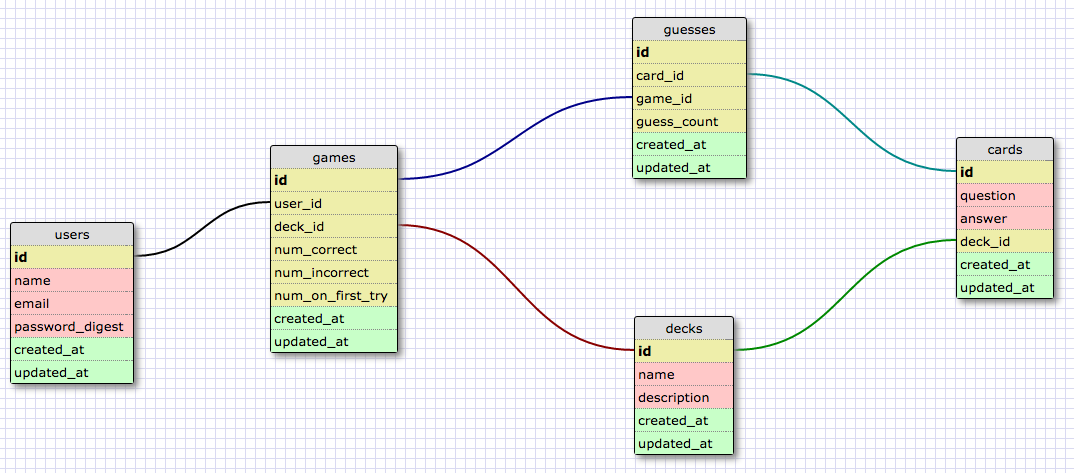 users
id
name
email
password_digest
created_at
updated_at
games
id
user_id
deck_id
num_correct
num_incorrect
num_on_first_try
created_at
updated_at
guesses
id
card_id
game_id
guess_count
created_at
updated_at
decks
id
name
description
created_at
updated_at
cards
id
question
answer
deck_id
created_at
updated_at